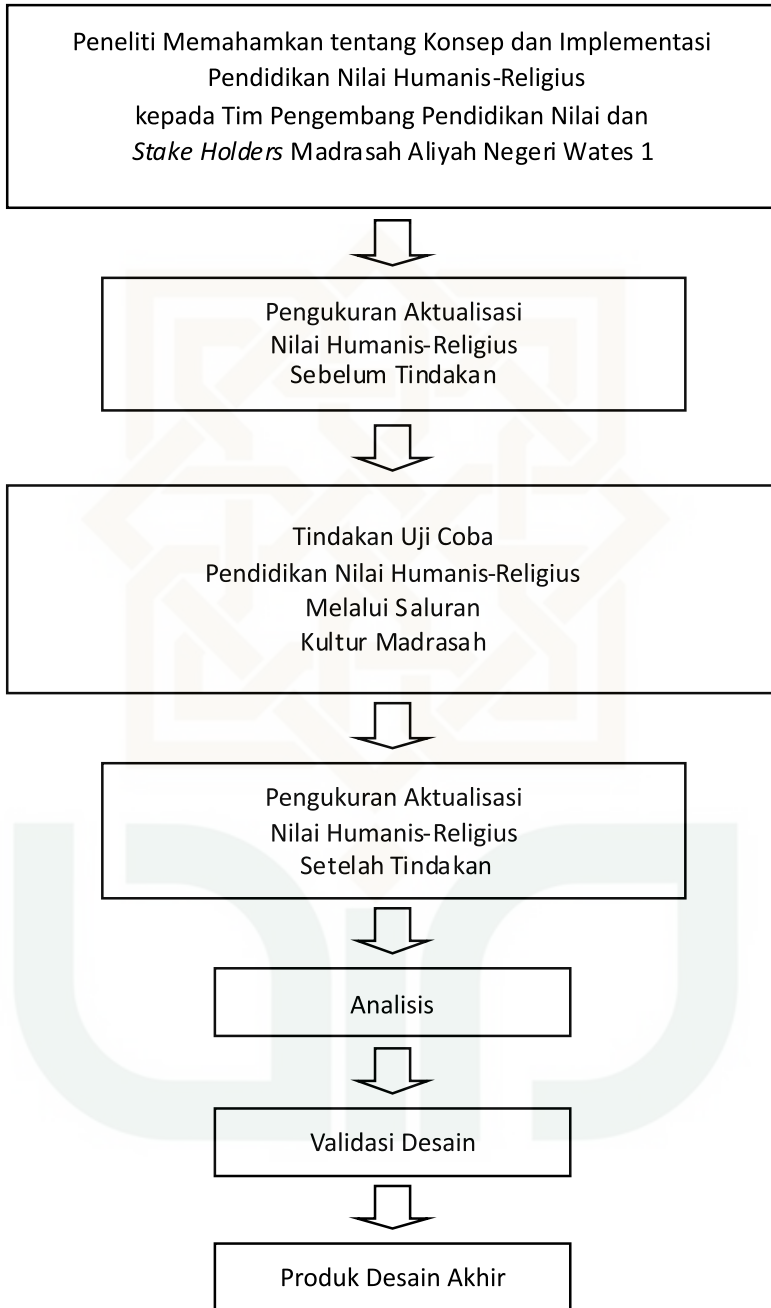 Peneliti Memahamkan tentang Konsep dan Implementasi
Pendidikan Nilai Humanis-Religius
kepada Tim Pengembang Pendidikan Nilai dan
Stake Holders Madrasah Aliyah Negeri Wates 1
Pengukuran Aktualisasi
Nilai Humanis-Religius
Sebelum Tindakan
Tindakan Uji Coba
Pendidikan Nilai Humanis-Religius
Melalui Saluran
Kultur Madrasah
Pengukuran Aktualisasi
Nilai Humanis-Religius
Setelah Tindakan
Analisis
Validasi Desain
Produk Desain Akhir